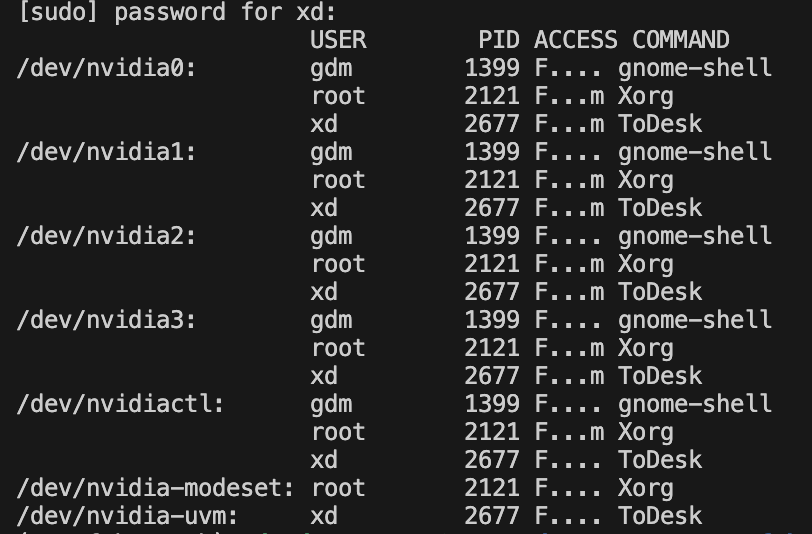 [sudo] password for xd:
USER PID ACCESS COMMAND
/dev/nvidia0: gdm 1399 F.... gnome-shell
root 2121 F...m Xorg
xd 2677 F...m ToDesk
/dev/nvidia1: gdm 1399 F.... gnome-shell
root 2121 F...m Xorg
xd 2677 F...m ToDesk
/dev/nvidia2: gdm 1399 F.... gnome-shell
root 2121 F...m Xorg
xd 2677 F...m ToDesk
/dev/nvidia3: gdm 1399 F.... gnome-shell
root 2121 F...m Xorg
xd 2677 F...m ToDesk
/dev/nvidiactl: gdm 1399 F.... gnome-shell
root 2121 F...m Xorg
xd 2677 F.... ToDesk
/dev/nvidia-modeset: root 2121 F.... Xorg
/dev/nvidia-uvm: xd 2677 F.... ToDesk